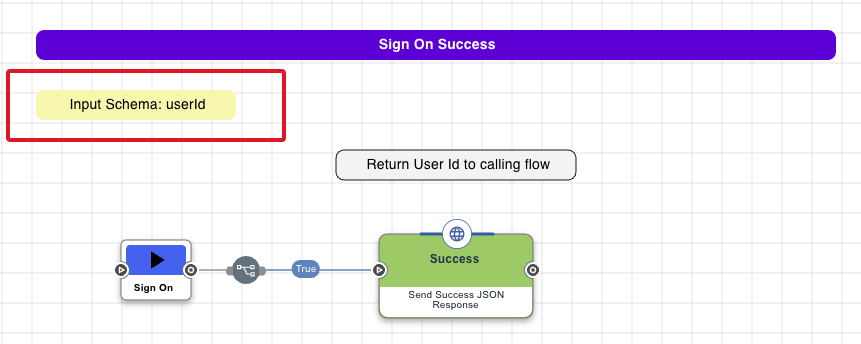 Sign On Success
Input Schema: userId
Return User Id to calling flow
Sign On
True
Success
Send Success JSON
Response